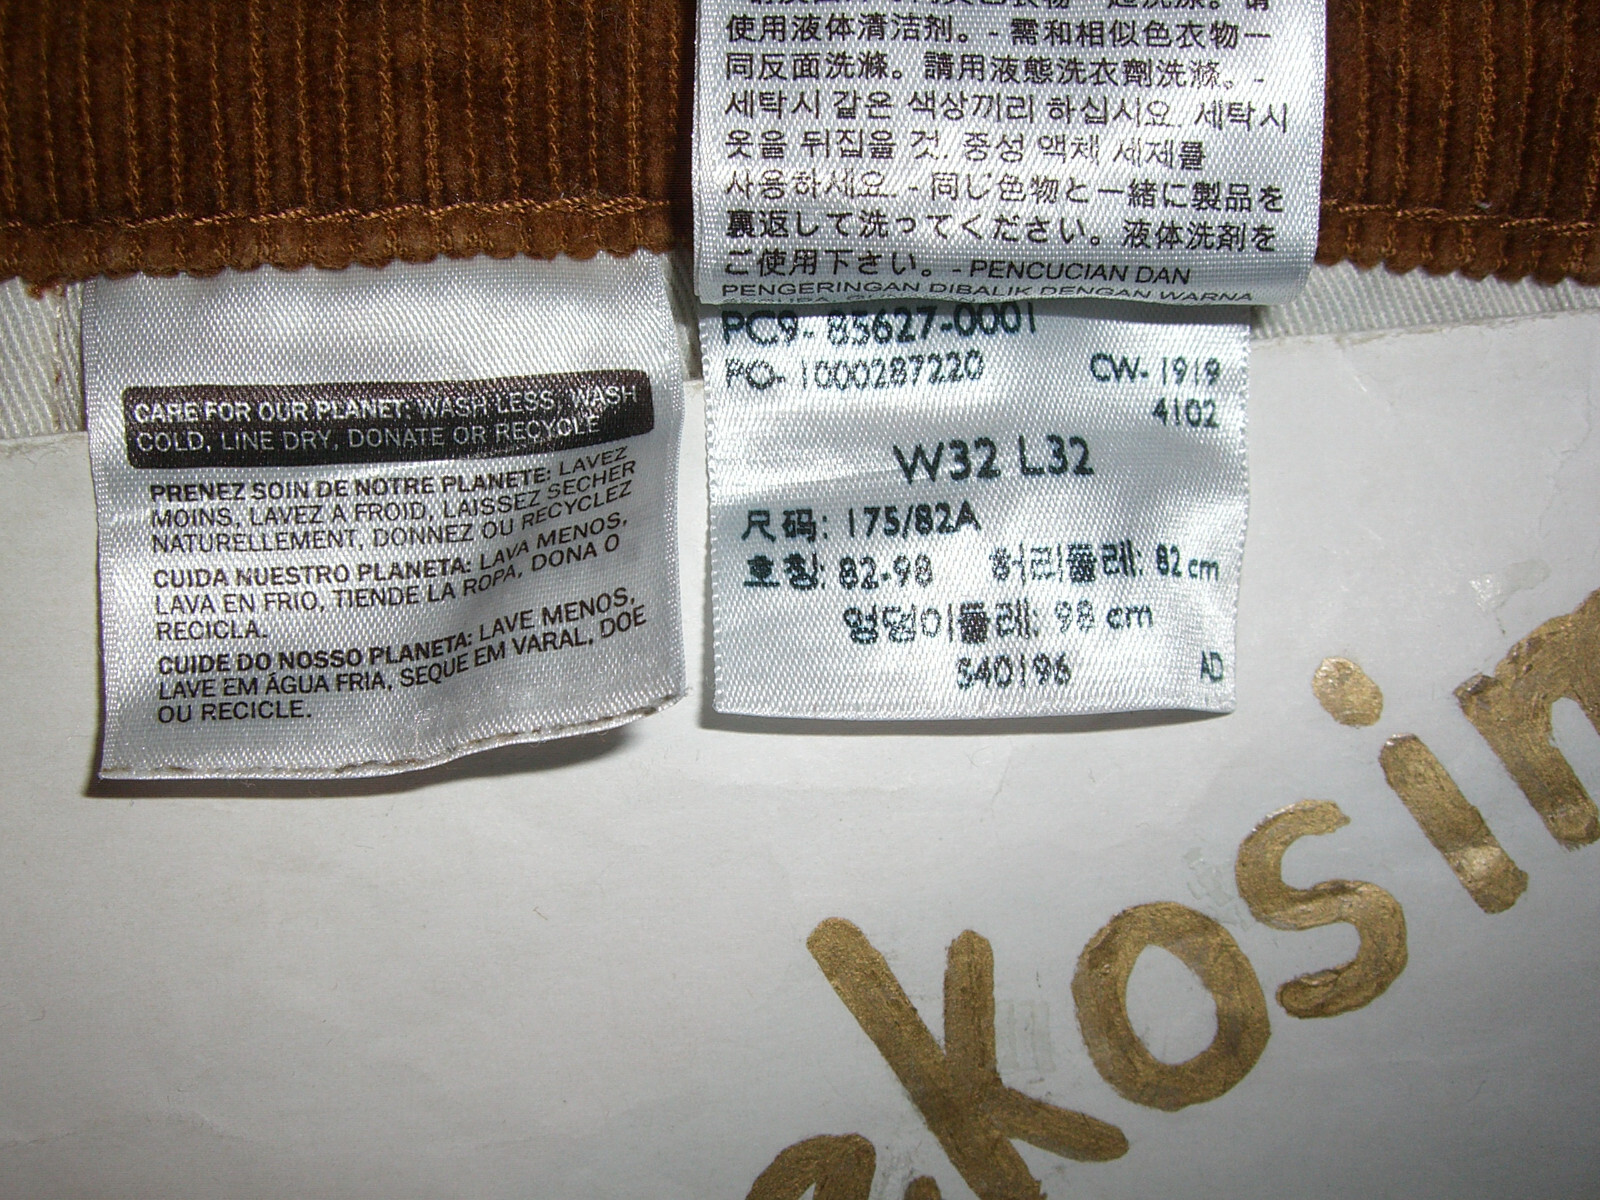 CARE FOR OUR PLANET: WASH LESS, WASH
COLD, LINE DRY, DONATE OR RECYCLE
PRENEZ SOIN DE NOTRE PLANETE: LAVEZ
MOINS, LAVEZ A FROID, LAISSEZ SECHER
NATURELLEMENT, DONNEZ OU RECYCLEZ
CUIDA NUESTRO PLANETA: LAVA MENOS,
LAVA EN FRIO, TIENDE LA ROPA, DONA O
RECICLA.
CUIDE DO NOSSO PLANETA: LAVE MENOS,
LAVE EM ÁGUA FRIA, SEQUE EM VARAL, DOE
OU RECICLE.
使用液体清洁剂。- 需和相似色衣物一
同反面洗滌。請用液態洗衣劑洗滌。-
세탁시 같은 색상끼리 하십시요. 세탁시
옷을 뒤집을 것. 중성 액체 세제를
사용하세요. - 同じ色物と一緒に製品を
裏返して洗ってください。液体洗剤を
ご使用下さい。- PENCUCIAN DAN
PENGERINGAN DIBALIK DENGAN WARNA
PC9- 85627-0001
PO- 1000287220 CW- 1919
4102
W32 L32
尺码: 175/82A
호칭: 82-98 허리둘레: 82 cm
엉덩이둘레: 98 cm
S40196 AD
kosin